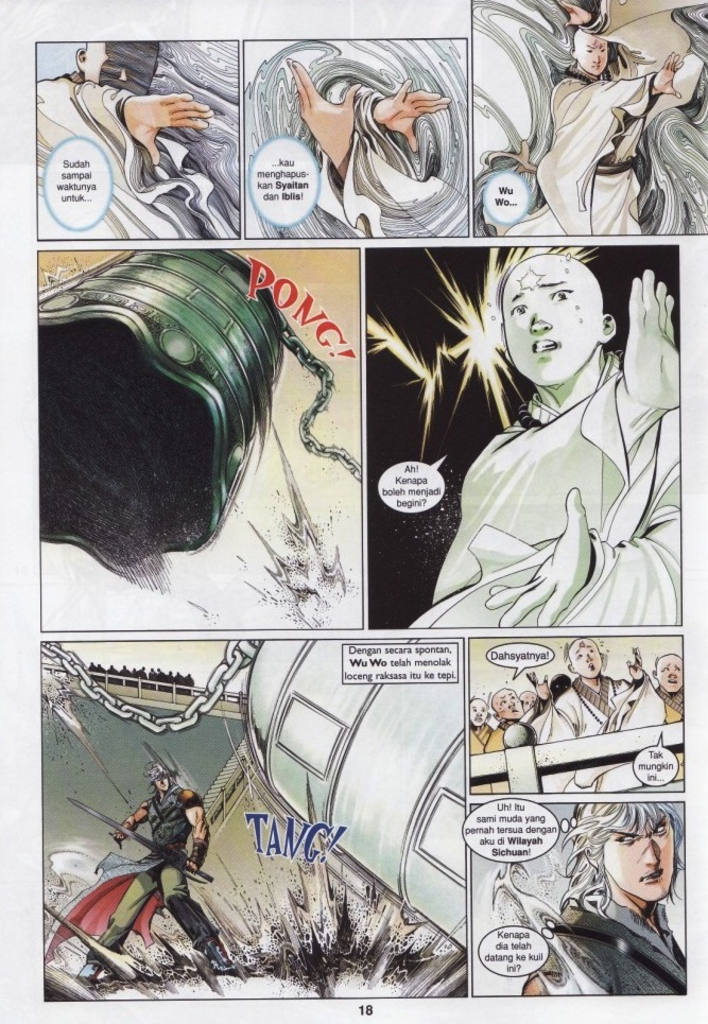 Sudah
sampai
waktunya
untuk...
...kau
menghapus-
kan Syaitan
dan Iblis!
Wu
Wo...
PONG!
Ah!
Kenapa
boleh menjadi
begini?
Dengan secara spontan,
Wu Wo telah menolak
loceng raksasa itu ke tepi.
TANG!
Dahsyatnya!
Tak
mungkin
ini...
Uh! Itu
sami muda yang
pernah tersua dengan
aku di Wilayah
Sichuan!
Kenapa
dia telah
datang ke kuil
ini?
18